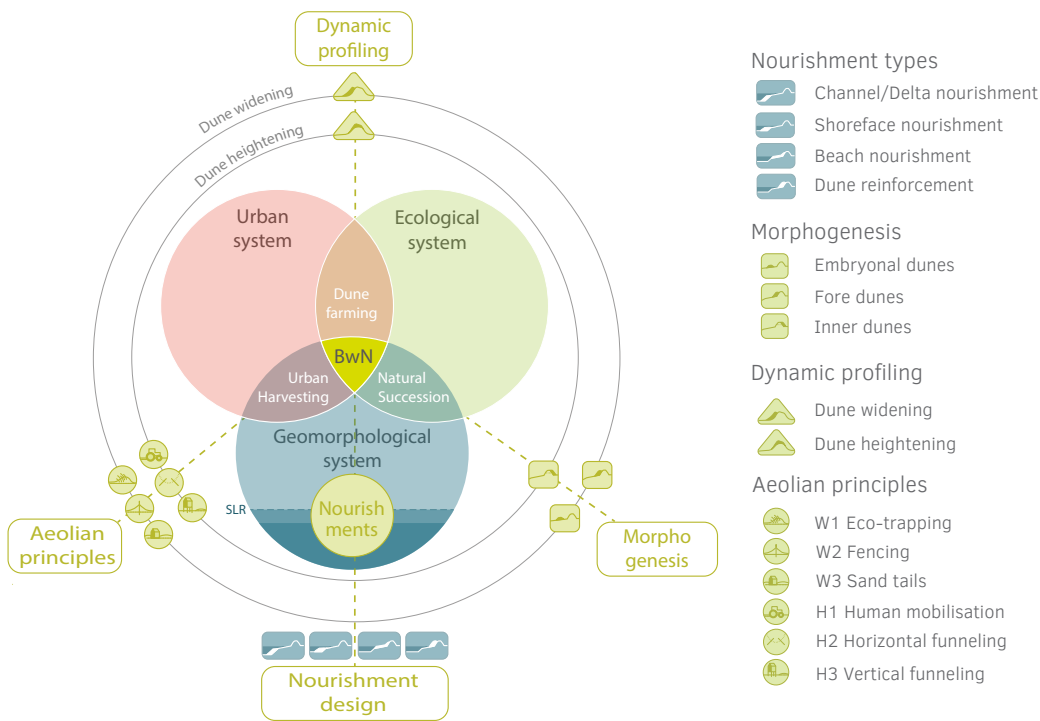 Dynamic
profiling
Dune widening
Dune heightening
Urban
system
Ecological
system
Dune
farming
BwN
Urban
Harvesting
Natural
Succession
Geomorphological
system
SLR
Nourish
ments
Aeolian
principles
Morpho
genesis
Nourishment
design
Nourishment types
Channel/Delta nourishment
Shoreface nourishment
Beach nourishment
Dune reinforcement
Morphogenesis
Embryonal dunes
Fore dunes
Inner dunes
Dynamic profiling
Dune widening
Dune heightening
Aeolian principles
W1 Eco-trapping
W2 Fencing
W3 Sand tails
H1 Human mobilisation
H2 Horizontal funneling
H3 Vertical funneling